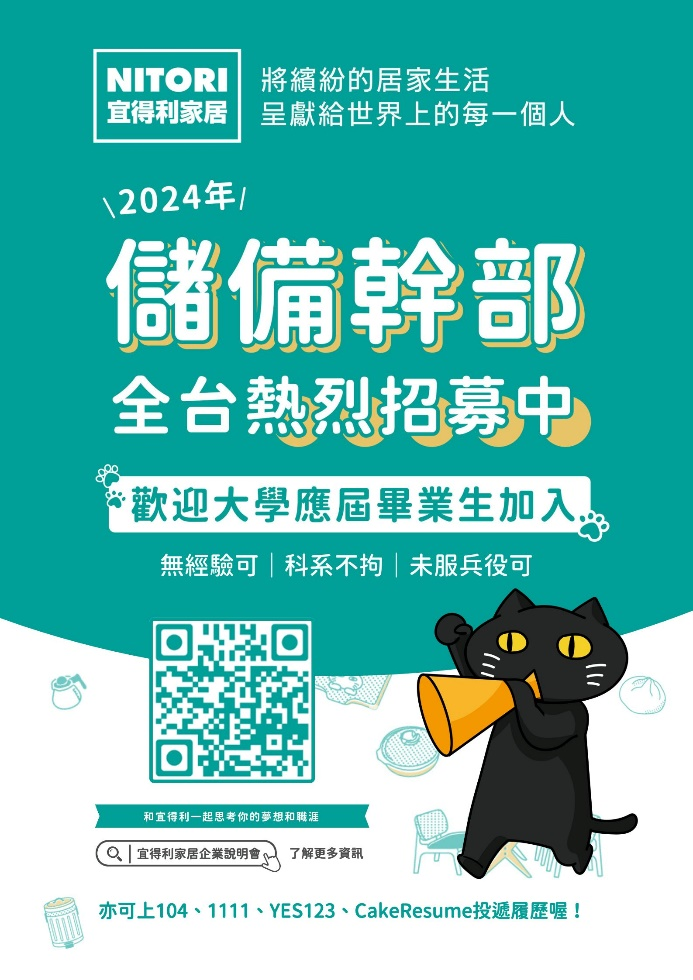 NITORI
宜得利家居
將繽紛的居家生活
呈獻給世界上的每一個人
\2024年/
儲備幹部
全台熱烈招募中
歡迎大學應屆畢業生加入
無經驗可｜科系不拘｜未服兵役可
和宜得利一起思考你的夢想和職涯
宜得利家居企業說明會 了解更多資訊
亦可上104、1111、YES123、CakeResume投遞履歷喔！